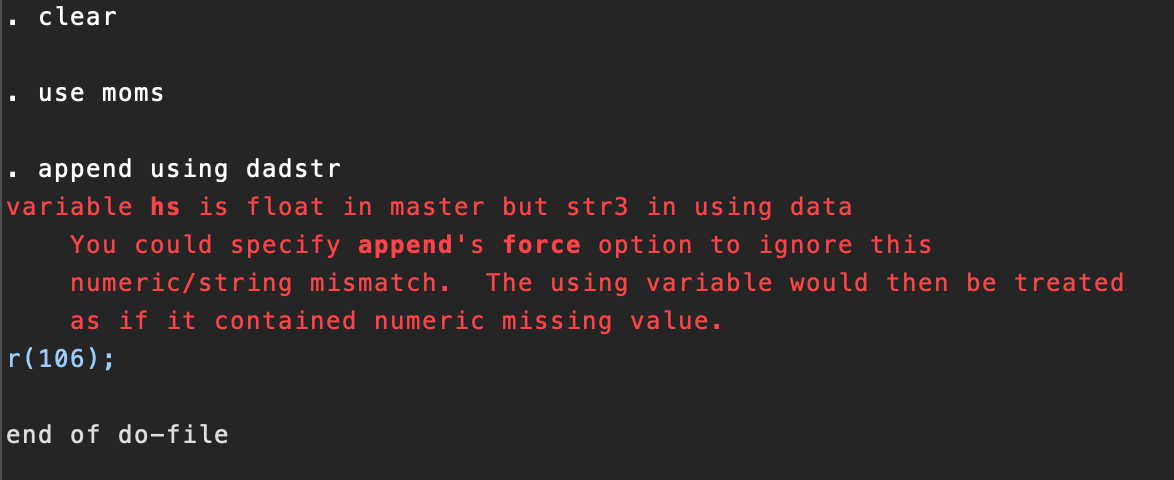 . clear
. use moms
. append using dadstr
variable hs is float in master but str3 in using data
You could specify append's force option to ignore this
numeric/string mismatch.  The using variable would then be treated
as if it contained numeric missing value.
r(106);
end of do-file